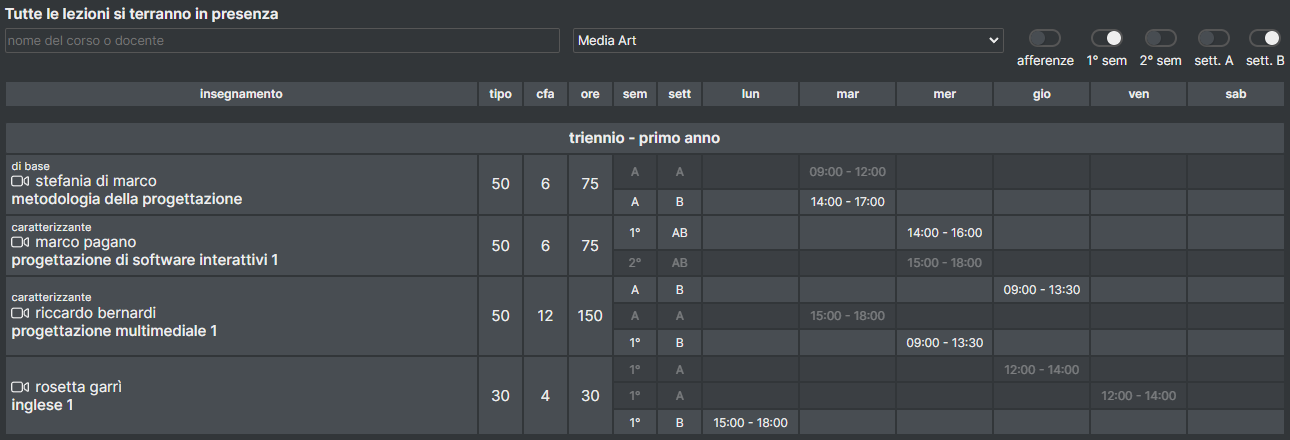 Tutte le lezioni si terranno in presenza
nome del corso o docente
Media Art
afferenze 1° sem 2° sem sett. A sett. B
insegnamento tipo cfa ore sem sett lun mar mer gio ven sab
triennio - primo anno
di base
stefania di marco
metodologia della progettazione
50 6 75
A A 09:00 - 12:00
A B 14:00 - 17:00
caratterizzante
marco pagano
progettazione di software interattivi 1
50 6 75
1° AB 14:00 - 16:00
2° AB 15:00 - 18:00
caratterizzante
riccardo bernardi
progettazione multimediale 1
50 12 150
A B 09:00 - 13:30
A A 15:00 - 18:00
1° B 09:00 - 13:30
rosetta garrì
inglese 1
30 4 30
1° A 12:00 - 14:00
1° A 12:00 - 14:00
1° B 15:00 - 18:00